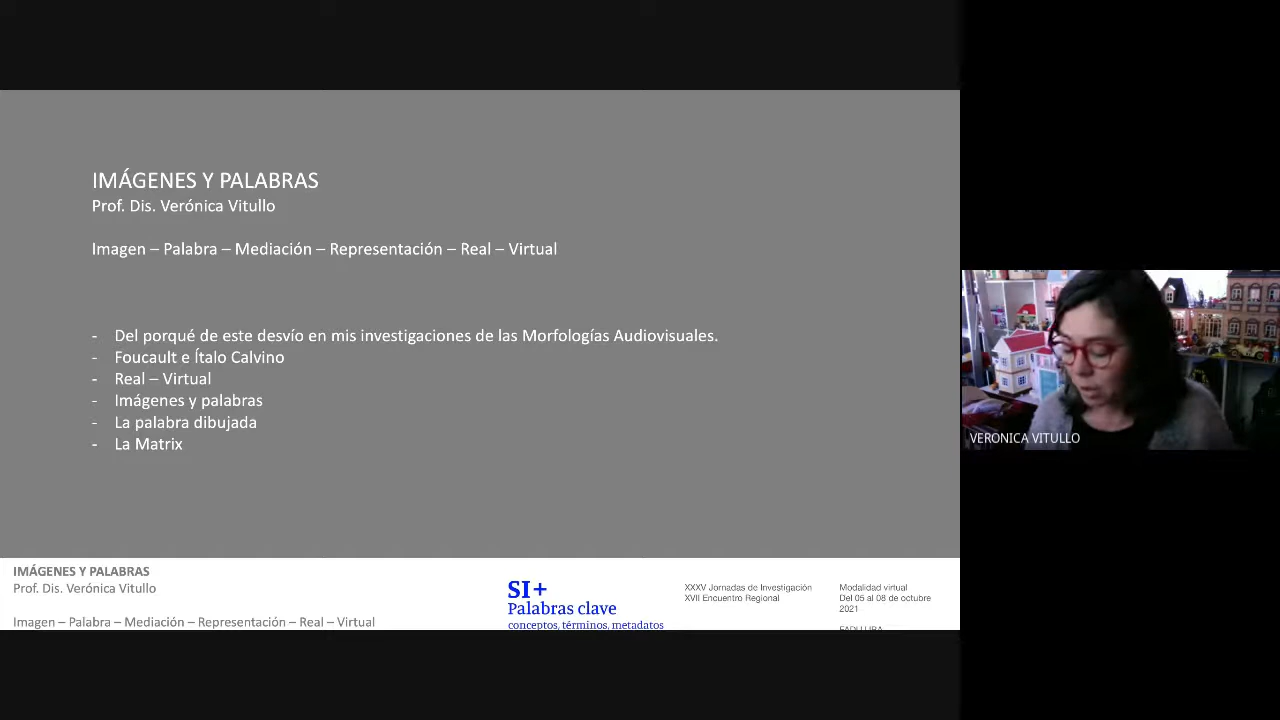 IMÁGENES Y PALABRAS
Prof. Dis. Verónica Vitullo
Imagen – Palabra – Mediación – Representación – Real – Virtual
- Del porqué de este desvío en mis investigaciones de las Morfologías Audiovisuales.
- Foucault e Ítalo Calvino
- Real – Virtual
- Imágenes y palabras
- La palabra dibujada
- La Matrix
VERONICA VITULLO
IMÁGENES Y PALABRAS
Prof. Dis. Verónica Vitullo
Imagen – Palabra – Mediación – Representación – Real – Virtual
SI+
Palabras clave
conceptos, términos, metadatos
XXXV Jornadas de Investigación
XVII Encuentro Regional
Modalidad virtual
Del 05 al 08 de octubre
2021